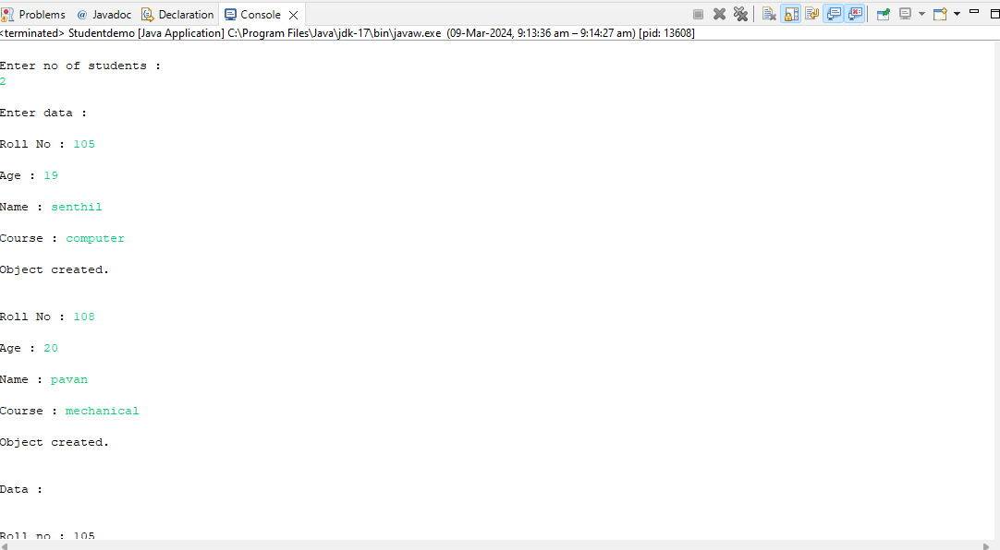 Problems @ Javadoc Declaration Console
<terminated> Studentdemo [Java Application] C:\Program Files\Java\jdk-17\bin\javaw.exe (09-Mar-2024, 9:13:36 am – 9:14:27 am) [pid: 13608]
Enter no of students :
2
Enter data :
Roll No : 105
Age : 19
Name : senthil
Course : computer
Object created.
Roll No : 108
Age : 20
Name : pavan
Course : mechanical
Object created.
Data :
Roll no : 105